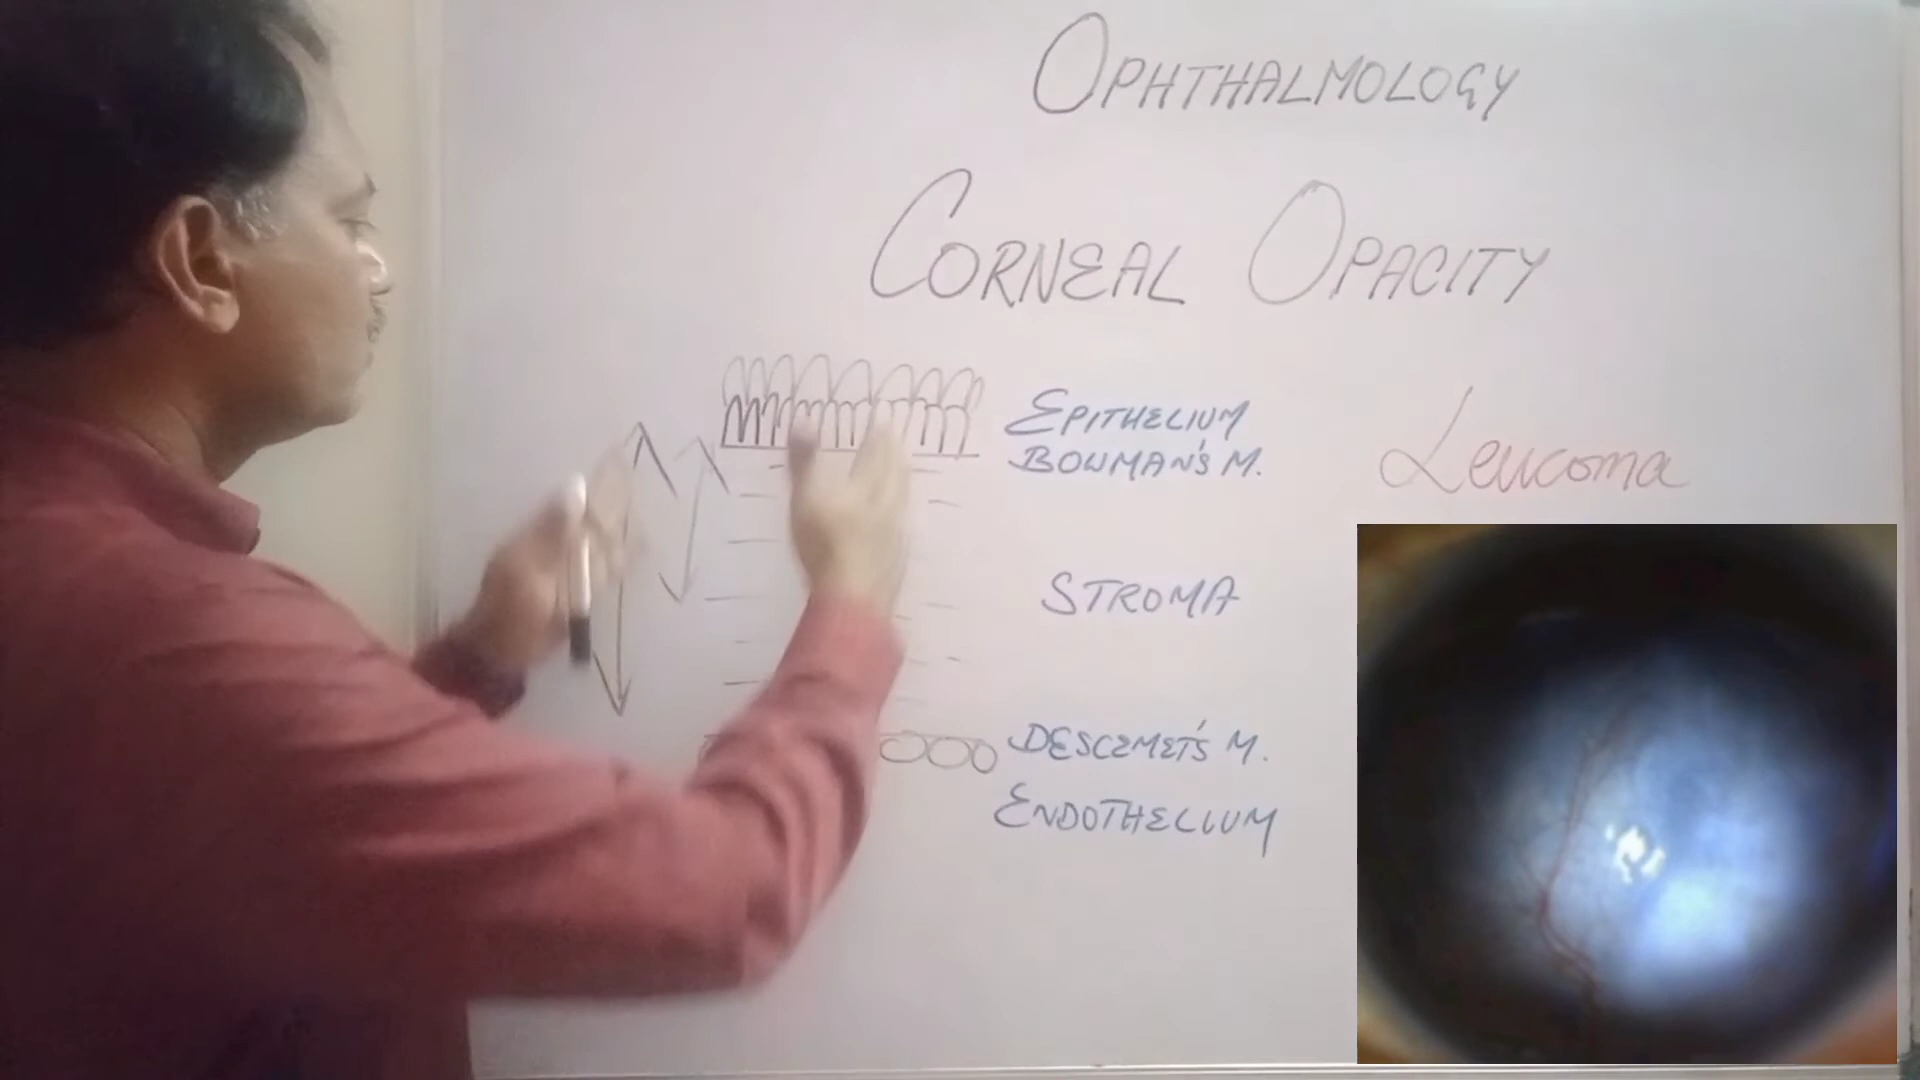 OPHTHALMOLOGY
CORNEAL OPACITY
EPITHELIUM
BOWMAN'S M.
Leucoma
STROMA
DESCEMET'S M.
ENDOTHELIUM